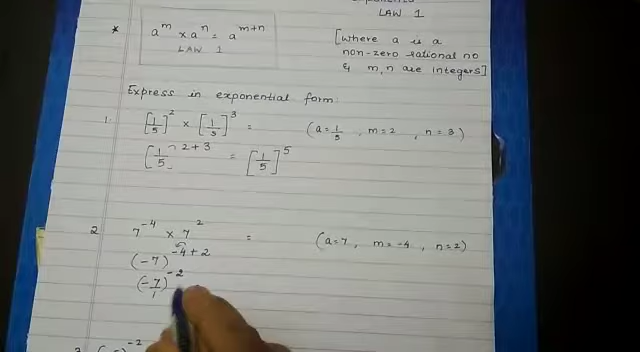 LAW 1
* a^m × a^n = a^m+n
LAW 1
[where a is a
non-zero rational no
& m, n are integers]
Express in exponential form:
1. [1/5]^2 × [1/5]^3 = (a=1/5, m=2, n=3)
[1/5]^2+3 = [1/5]^5
2. 7^-4 × 7^2 = (a=7, m=-4, n=2)
(-7)^-4+2
(-7/1)^-2